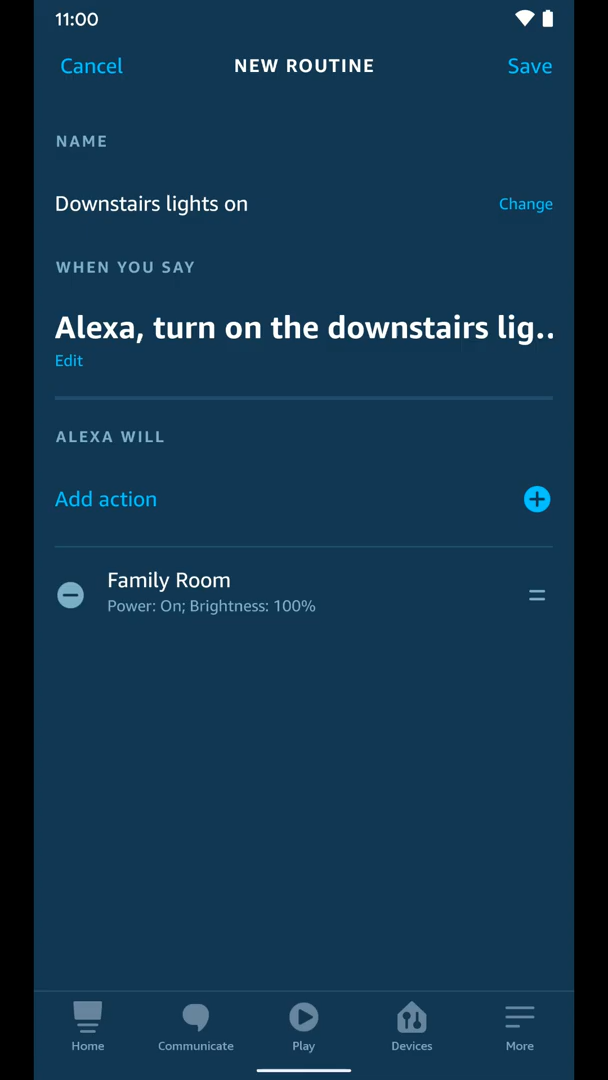 11:00
Cancel NEW ROUTINE Save
NAME
Downstairs lights on Change
WHEN YOU SAY
Alexa, turn on the downstairs lig..
Edit
ALEXA WILL
Add action
Family Room
Power: On; Brightness: 100%
Home Communicate Play Devices More